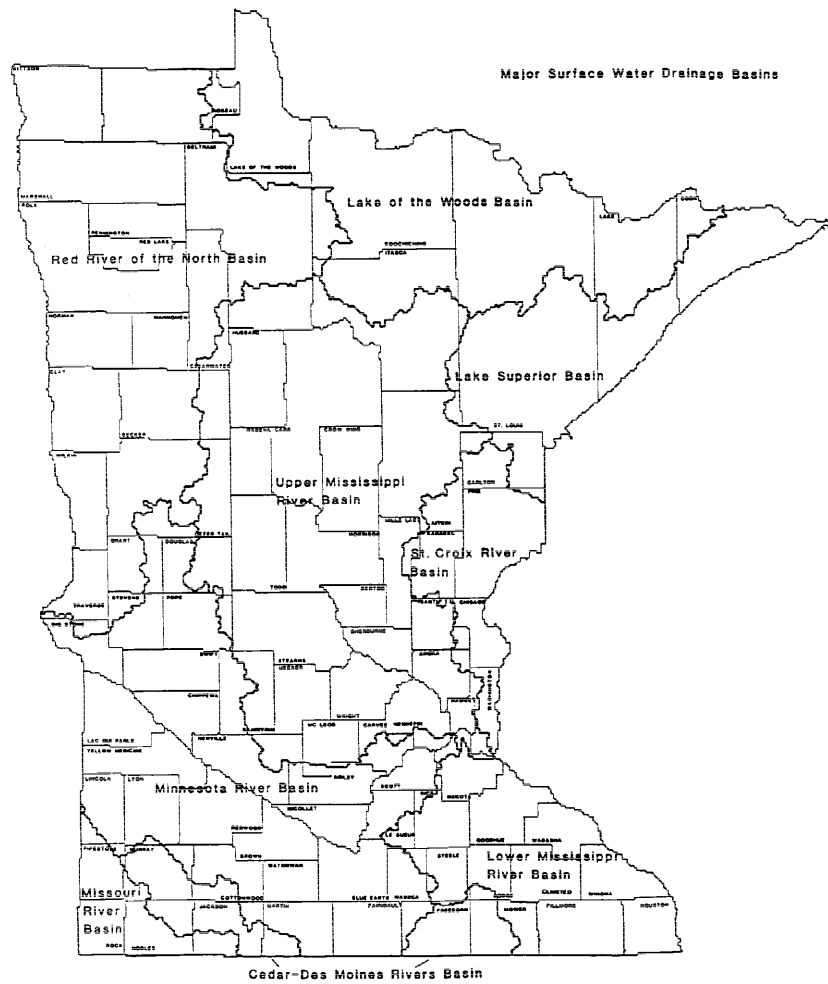 Major Surface Water Drainage Basins
KITTSON
ROSEAU
BELTRAMI
LAKE OF THE WOODS
MARSHALL
POLK
Lake of the Woods Basin
LAKE
COOK
PENNINGTON
RED LAKE
KOOCHICHING
ITASCA
Red River of the North Basin
NORMAN
MAHNOMEN
HUBBARD
CLAY
CLEARWATER
Lake Superior Basin
BECKER
CROW WING
ST. LOUIS
WILKIN
CARLTON
PINE
Upper Mississippi
River Basin
AITKIN
MILLE LACS
KANABEC
GRANT
DOUGLAS
OTTER TAIL
MORRISON
St. Croix River
Basin
TRAVERSE
STEVENS
POPE
TODD
BENTON
ISANTI
CHISAGO
BIG STONE
SHERBURNE
SWIFT
STEARNS
MEEKER
ANOKA
CHIPPEWA
RAMSEY
WASHINGTON
WRIGHT
LAC QUI PARLE
YELLOW MEDICINE
RENVILLE
KANDIYOHI
MC LEOD
CARVER
HENNEPIN
LINCOLN
LYON
Minnesota River Basin
SIBLEY
SCOTT
RICE
DAKOTA
NICOLLET
REDWOOD
LE SUEUR
GOODHUE
WABASHA
PIPESTONE
MURRAY
BROWN
WATONWAN
STEELE
Lower Mississippi
River Basin
Missouri
River
Basin
COTTONWOOD
BLUE EARTH
WASECA
DODGE
OLMSTED
WINONA
JACKSON
MARTIN
FARIBAULT
FREEBORN
MOWER
FILLMORE
HOUSTON
ROCK
NOBLES
Cedar-Des Moines Rivers Basin